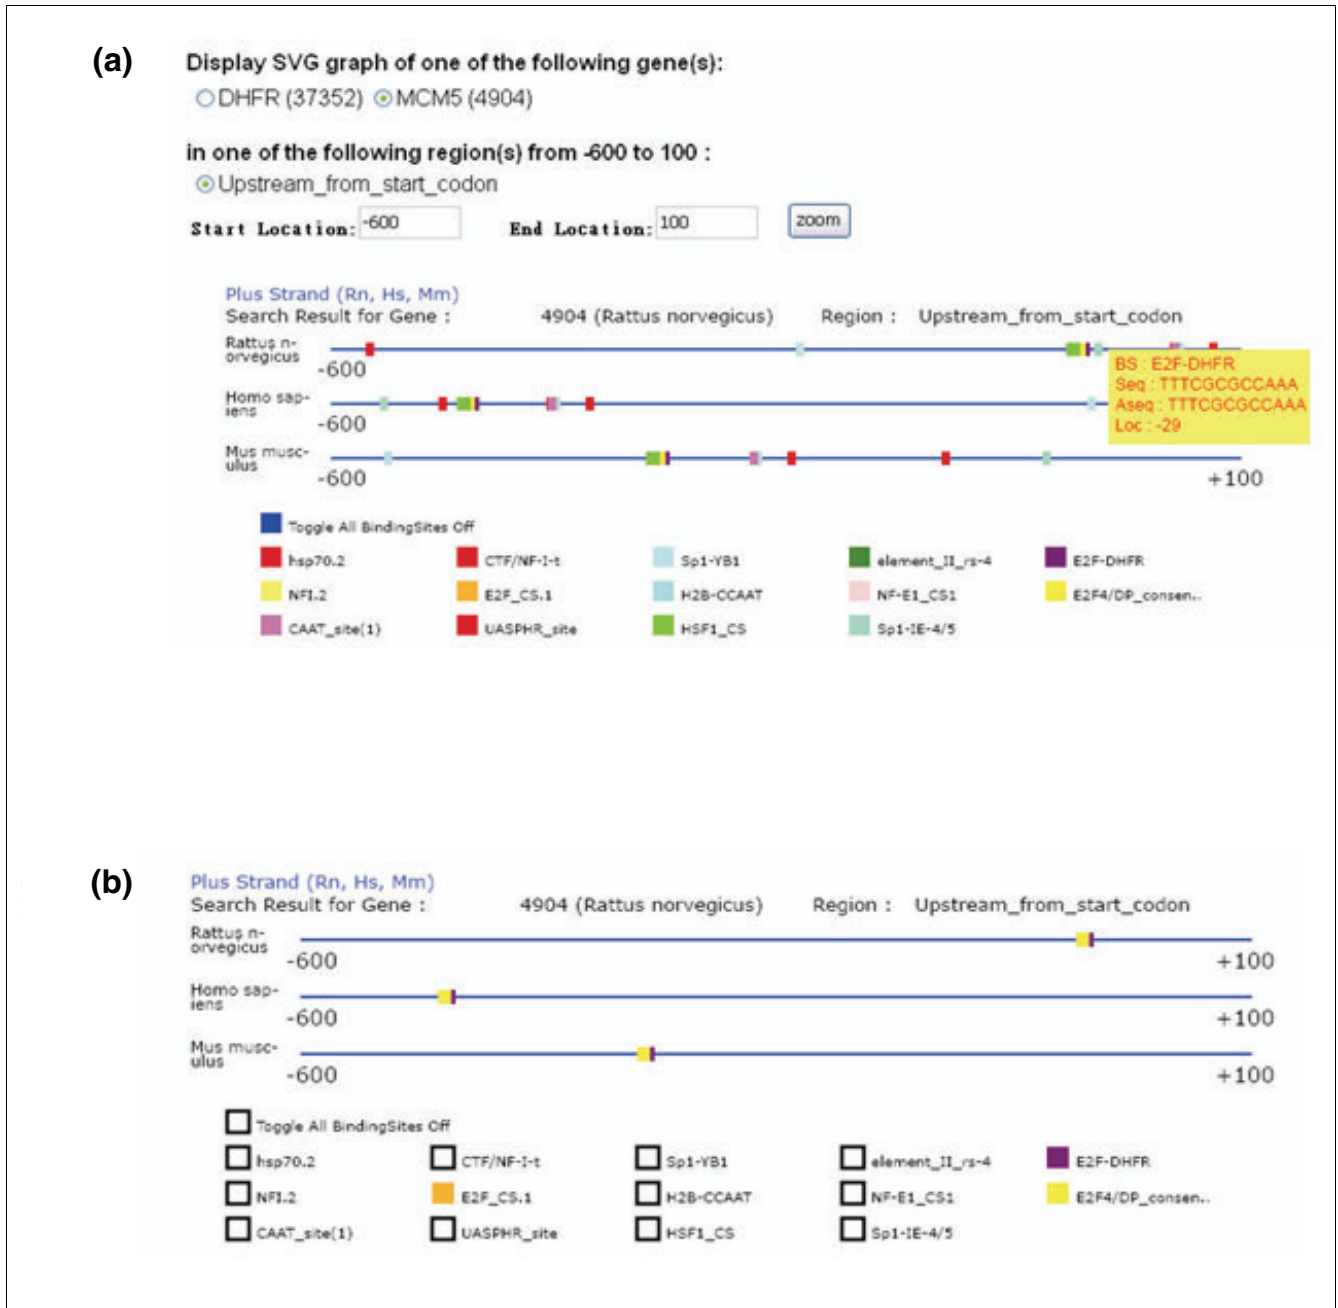 (a)
Display SVG graph of one of the following gene(s):
DHFR (37352) MCM5 (4904)
in one of the following region(s) from -600 to 100 :
Upstream_from_start_codon
Start Location: -600 End Location: 100 zoom
Plus Strand (Rn, Hs, Mm)
Search Result for Gene : 4904 (Rattus norvegicus) Region : Upstream_from_start_codon
Rattus n-
orvegicus
-600
BS : E2F-DHFR
Seq : TTTCGCGCCAAA
Aseq : TTTCGCGCCAAA
Loc : -29
Homo sap-
iens
-600
Mus musc-
ulus
-600 +100
Toggle All BindingSites Off
hsp70.2 CTF/NF-I-t Sp1-YB1 element_II_rs-4 E2F-DHFR
NFI.2 E2F_CS.1 H2B-CCAAT NF-E1_CS1 E2F4/DP_consen..
CAAT_site(1) UASPHR_site HSF1_CS Sp1-IE-4/5
(b)
Plus Strand (Rn, Hs, Mm)
Search Result for Gene : 4904 (Rattus norvegicus) Region : Upstream_from_start_codon
Rattus n-
orvegicus
-600 +100
Homo sap-
iens
-600 +100
Mus musc-
ulus
-600 +100
Toggle All BindingSites Off
hsp70.2 CTF/NF-I-t Sp1-YB1 element_II_rs-4 E2F-DHFR
NFI.2 E2F_CS.1 H2B-CCAAT NF-E1_CS1 E2F4/DP_consen..
CAAT_site(1) UASPHR_site HSF1_CS Sp1-IE-4/5